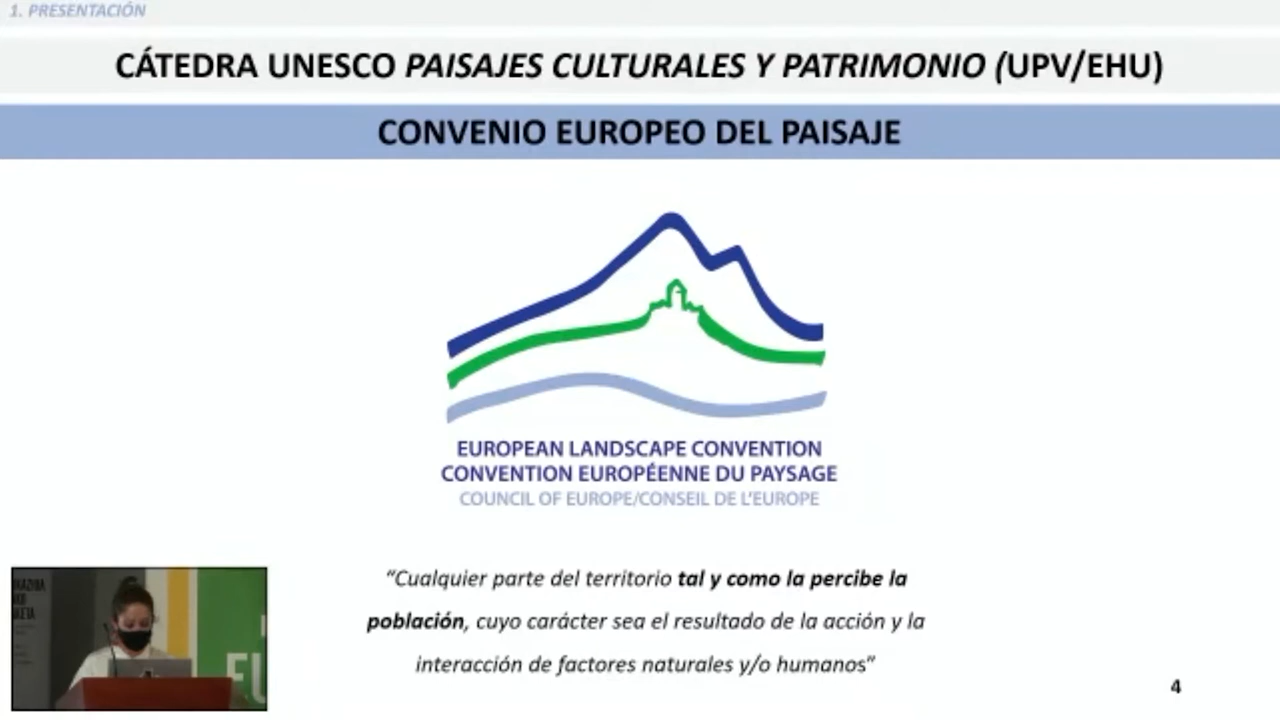 1. PRESENTACIÓN
CÁTEDRA UNESCO PAISAJES CULTURALES Y PATRIMONIO (UPV/EHU)
CONVENIO EUROPEO DEL PAISAJE
EUROPEAN LANDSCAPE CONVENTION
CONVENTION EUROPÉENNE DU PAYSAGE
COUNCIL OF EUROPE/CONSEIL DE L'EUROPE
“Cualquier parte del territorio tal y como la percibe la
población, cuyo carácter sea el resultado de la acción y la
interacción de factores naturales y/o humanos”
4